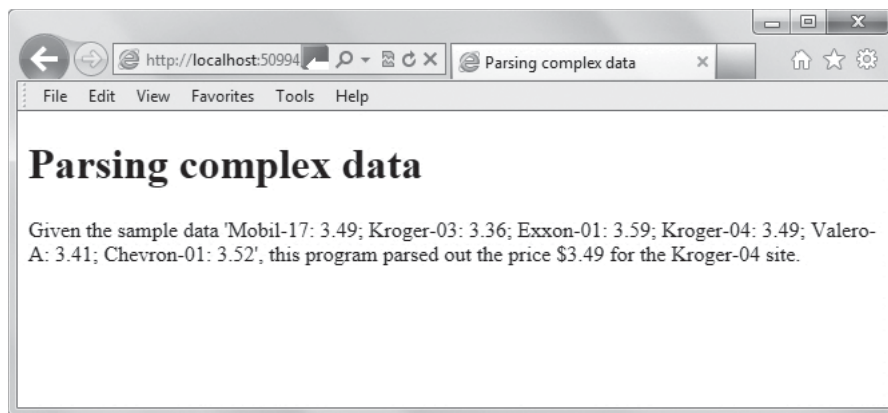 http://localhost:50994
Parsing complex data
File Edit View Favorites Tools Help
Parsing complex data
Given the sample data 'Mobil-17: 3.49; Kroger-03: 3.36; Exxon-01: 3.59; Kroger-04: 3.49; Valero-
A: 3.41; Chevron-01: 3.52', this program parsed out the price $3.49 for the Kroger-04 site.